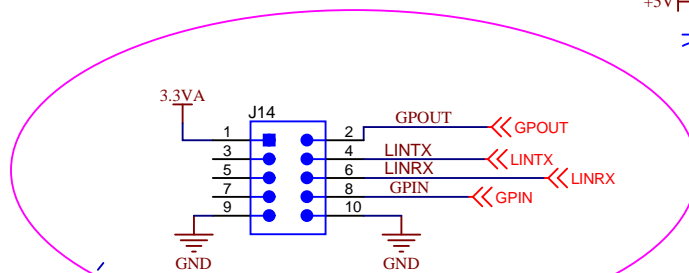 +5V
3.3VA
J14
1 2 GPOUT GPOUT
3 4 LINTX LINTX
5 6 LINRX LINRX
7 8 GPIN GPIN
9 10
GND GND